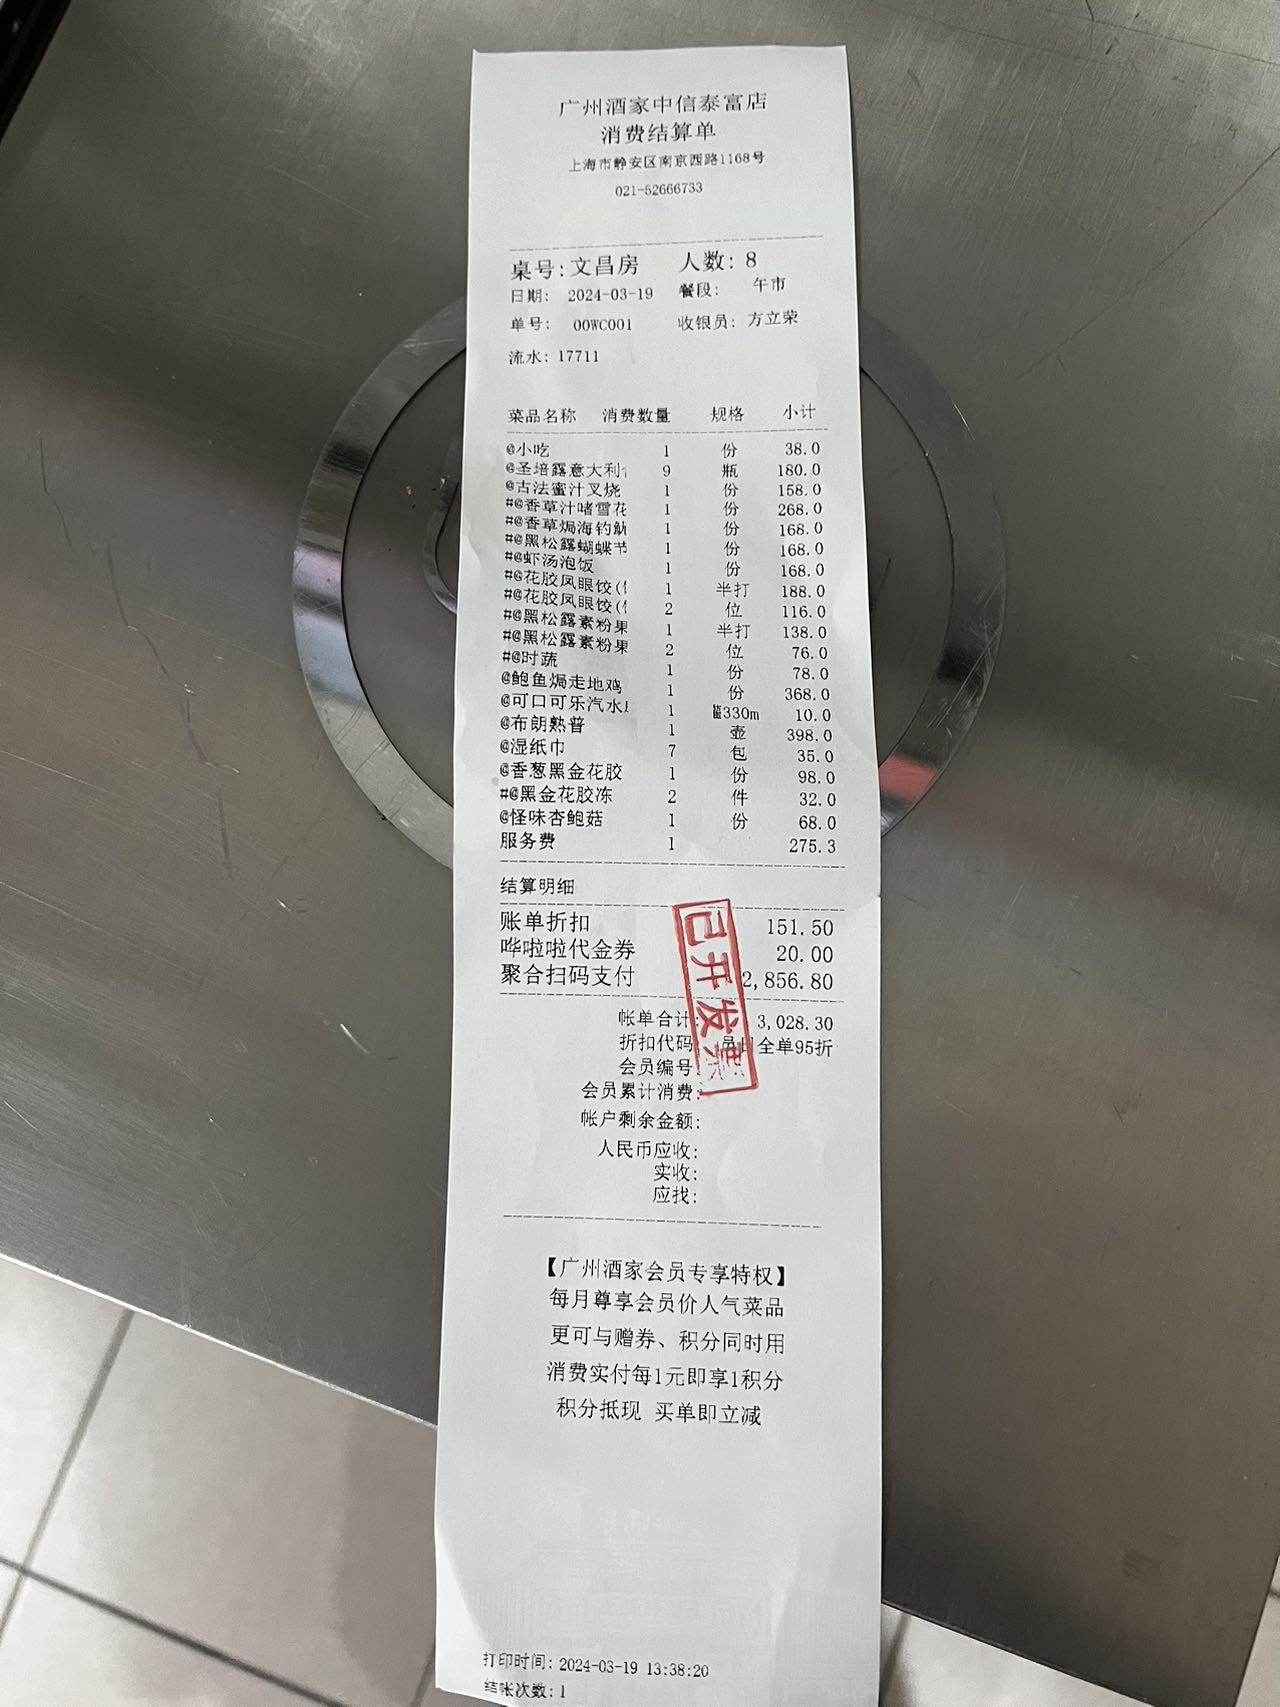 广州酒家中信泰富店
消费结算单
上海市静安区南京西路1168号
021-52666733
桌号:文昌房 人数: 8
日期: 2024-03-19 餐段: 午市
单号: 00WC001 收银员: 方立荣
流水: 17711
菜品名称 消费数量 规格 小计
@小吃 1 份 38.0
@圣培露意大利 9 瓶 180.0
@古法蜜汁叉烧 1 份 158.0
#@香草汁啫雪花 1 份 268.0
#@香草焗海钓鱿 1 份 168.0
#@黑松露蝴蝶节 1 份 168.0
#@虾汤泡饭 1 份 168.0
#@花胶凤眼饺( 1 半打 188.0
#@花胶凤眼饺( 2 位 116.0
#@黑松露素粉果 1 半打 138.0
#@黑松露素粉果 2 位 76.0
#@时蔬 1 份 78.0
@鲍鱼焗走地鸡 1 份 368.0
@可口可乐汽水 1 330m 10.0
@布朗熟普 1 壶 398.0
@湿纸巾 7 包 35.0
@香葱黑金花胶 1 份 98.0
#@黑金花胶冻 2 件 32.0
@怪味杏鲍菇 1 份 68.0
服务费 1 275.3
结算明细
账单折扣 151.50
哗啦啦代金券 20.00
聚合扫码支付 2,856.80
已开发票
帐单合计: 3,028.30
折扣代码: 全单95折
会员编号:
会员累计消费:
帐户剩余金额:
人民币应收:
实收:
应找:
【广州酒家会员专享特权】
每月尊享会员价人气菜品
更可与赠券、积分同时用
消费实付每1元即享1积分
积分抵现 买单即立减
打印时间: 2024-03-19 13:38:20
结帐次数: 1